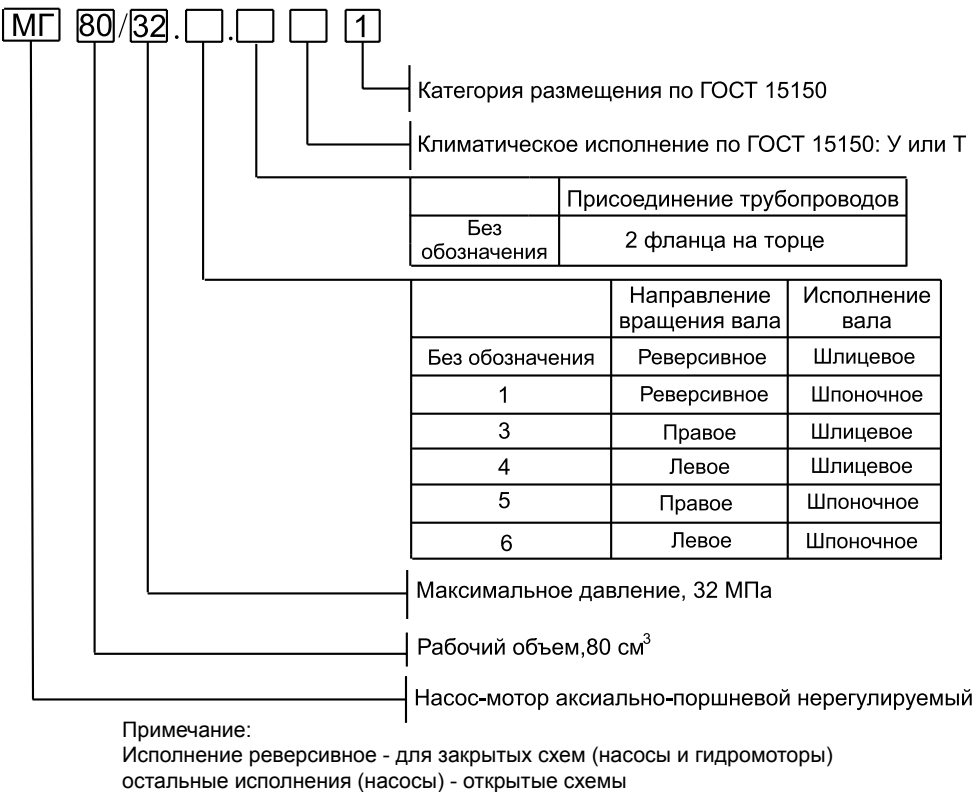 МГ 80/32. . 1
Категория размещения по ГОСТ 15150
Климатическое исполнение по ГОСТ 15150: У или Т
Присоединение трубопроводов
Без
обозначения
2 фланца на торце
Направление
вращения вала
Исполнение
вала
Без обозначения Реверсивное Шлицевое
1 Реверсивное Шпоночное
3 Правое Шлицевое
4 Левое Шлицевое
5 Правое Шпоночное
6 Левое Шпоночное
Максимальное давление, 32 МПа
Рабочий объем,80 см³
Насос-мотор аксиально-поршневой нерегулируемый
Примечание:
Исполнение реверсивное - для закрытых схем (насосы и гидромоторы)
остальные исполнения (насосы) - открытые схемы